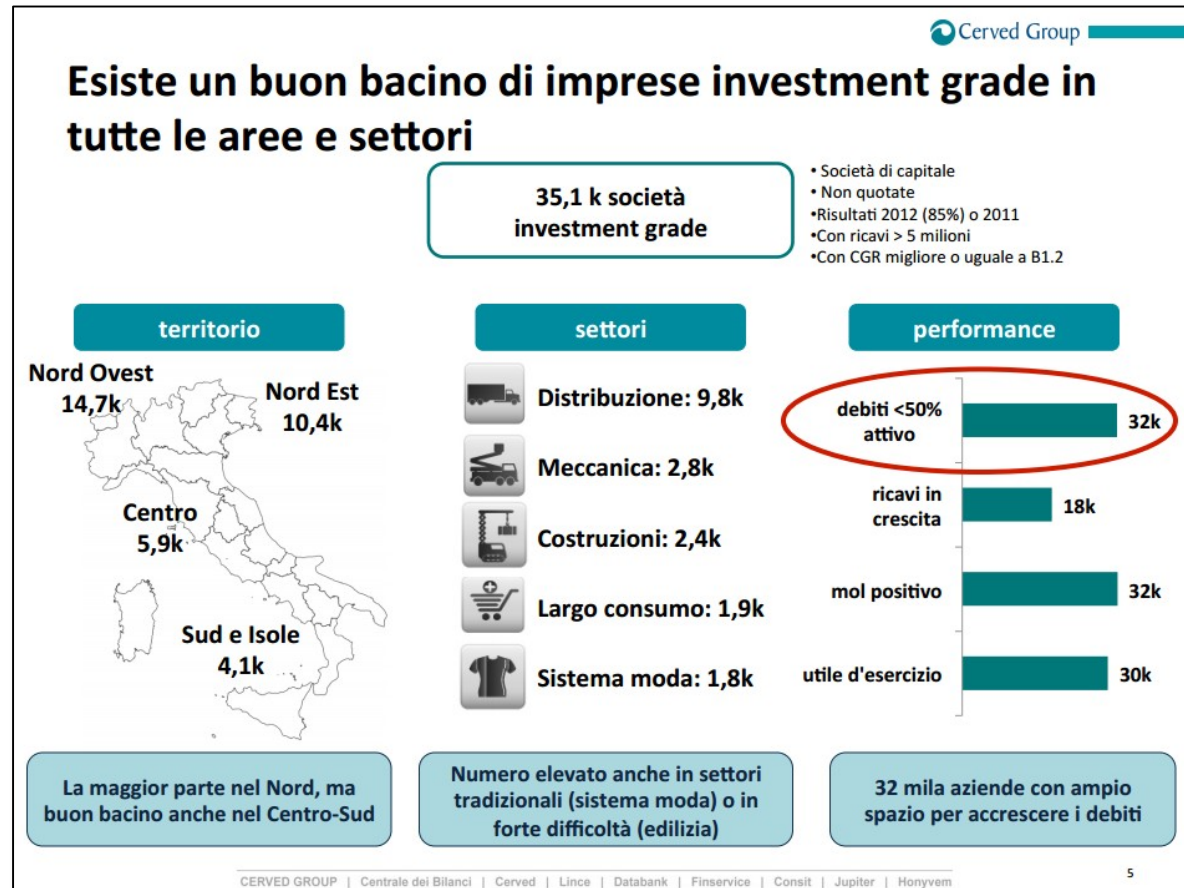 Cerved Group
Esiste un buon bacino di imprese investment grade in
tutte le aree e settori
35,1 k società
investment grade
• Società di capitale
• Non quotate
•Risultati 2012 (85%) o 2011
•Con ricavi > 5 milioni
•Con CGR migliore o uguale a B1.2
territorio
Nord Ovest
14,7k
Nord Est
10,4k
Centro
5,9k
Sud e Isole
4,1k
La maggior parte nel Nord, ma
buon bacino anche nel Centro-Sud
settori
Distribuzione: 9,8k
Meccanica: 2,8k
Costruzioni: 2,4k
Largo consumo: 1,9k
Sistema moda: 1,8k
Numero elevato anche in settori
tradizionali (sistema moda) o in
forte difficoltà (edilizia)
performance
debiti <50%
attivo
32k
ricavi in
crescita
18k
mol positivo
32k
utile d'esercizio
30k
32 mila aziende con ampio
spazio per accrescere i debiti
CERVED GROUP | Centrale dei Bilanci | Cerved | Lince | Databank | Finservice | Consit | Jupiter | Honyvem
5